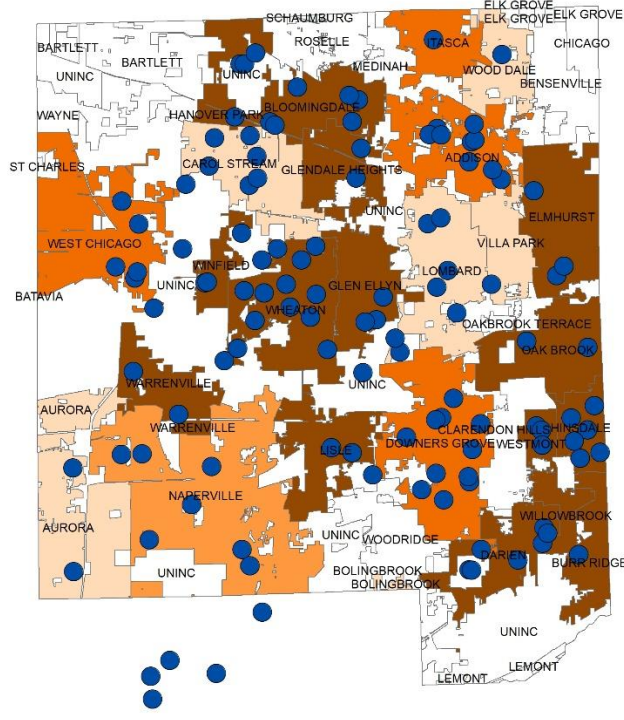 ELK GROVE
SCHAUMBURG
ELK GROVE
ELK GROVE
BARTLETT
ROSELLE
ITASCA
CHICAGO
BARTLETT
MEDINAH
UNINC
UNINC
WOOD DALE
BENSENVILLE
WAYNE
HANOVER PARK
BLOOMINGDALE
ST CHARLES
CAROL STREAM
ADDISON
GLENDALE HEIGHTS
UNINC
ELMHURST
WEST CHICAGO
VILLA PARK
WINFIELD
LOMBARD
UNINC
GLEN ELLYN
BATAVIA
WHEATON
OAKBROOK TERRACE
OAK BROOK
WARRENVILLE
UNINC
AURORA
WARRENVILLE
CLARENDON HILLS
HINSDALE
DOWNERS GROVE
WESTMONT
LISLE
NAPERVILLE
WILLOWBROOK
AURORA
UNINC
WOODRIDGE
DARIEN
BURR RIDGE
UNINC
BOLINGBROOK
BOLINGBROOK
UNINC
LEMONT
LEMONT